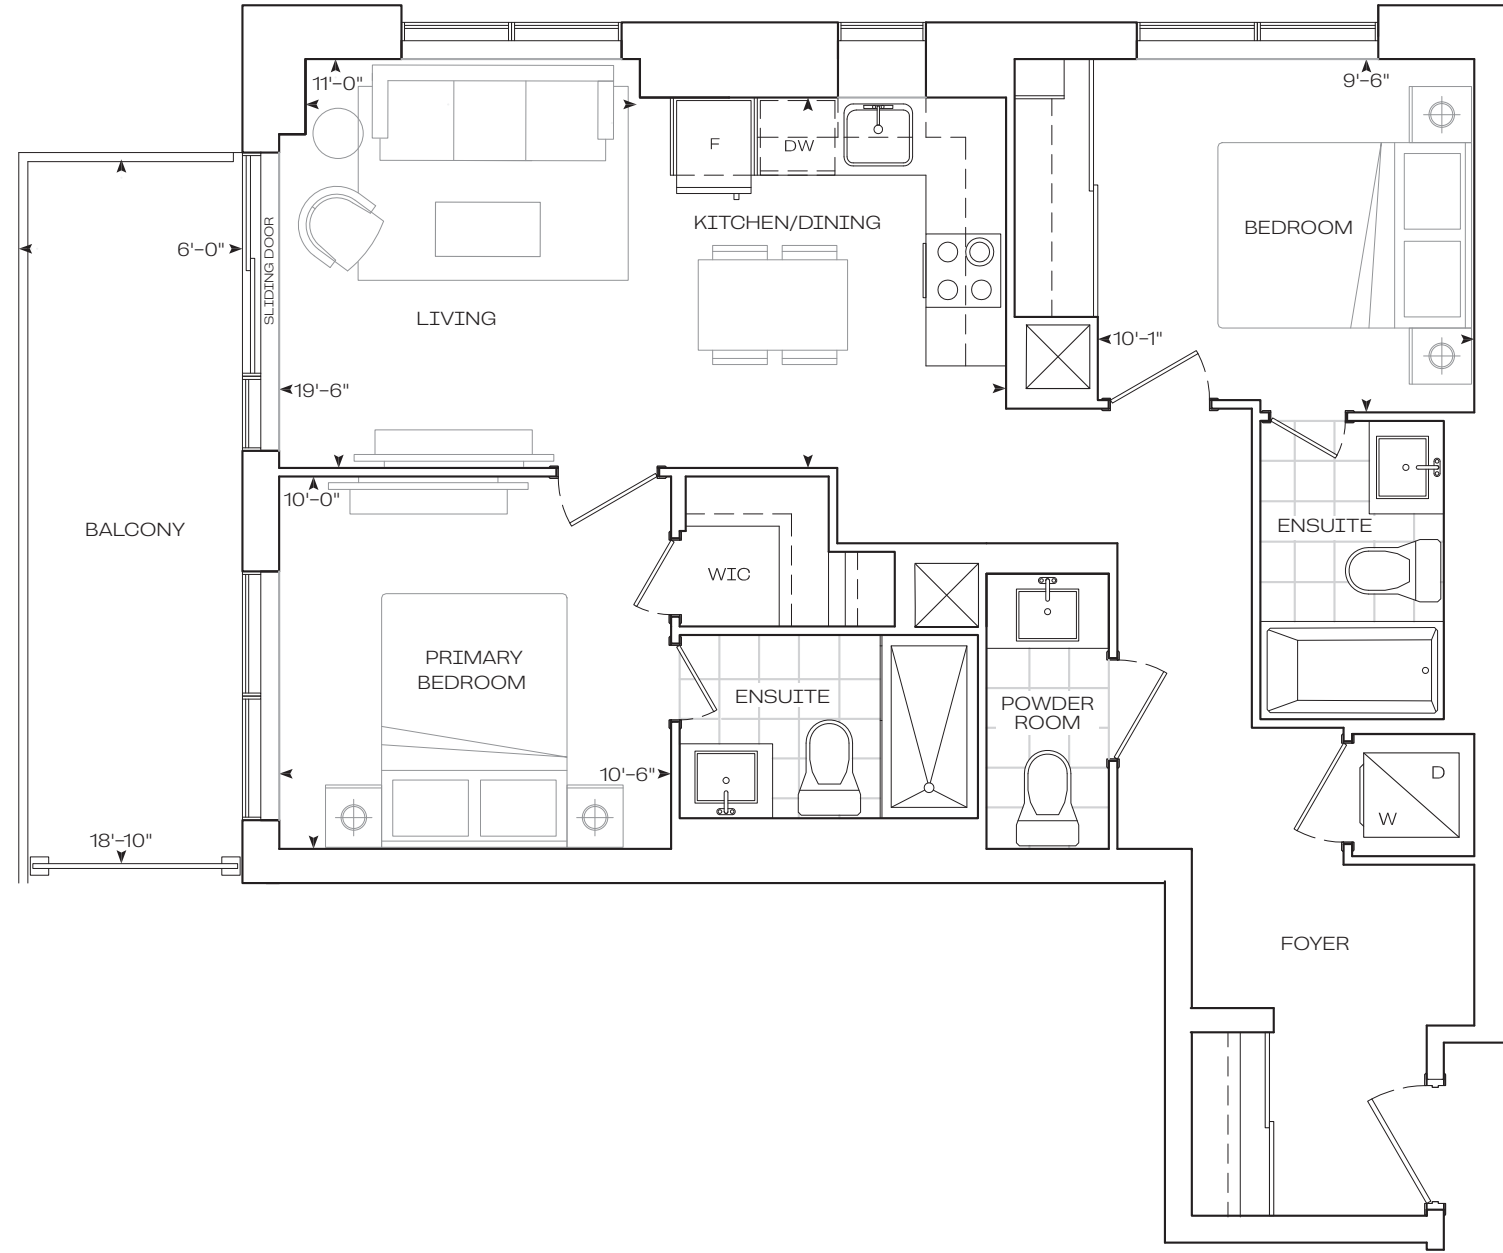 11'-0"
9'-6"
F
DW
KITCHEN/DINING
BEDROOM
6'-0"
SLIDING DOOR
LIVING
10'-1"
19'-6"
10'-0"
BALCONY
ENSUITE
WIC
PRIMARY
BEDROOM
ENSUITE
POWDER
ROOM
10'-6"
D
W
18'-10"
FOYER